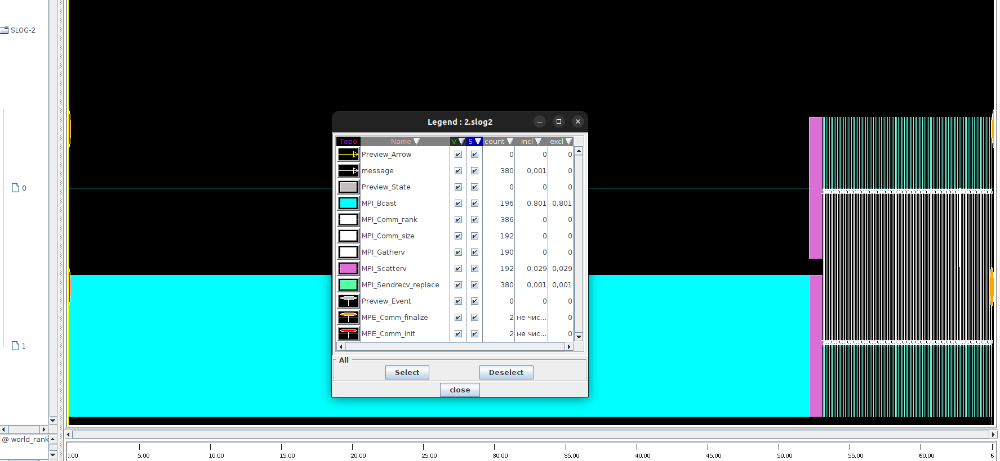 SLOG-2
0
1
@ world_rank
Legend : 2.slog2
Topo Name V S count incl excl
Preview_Arrow 0 0 0
message 380 0,001 0
Preview_State 0 0 0
MPI_Bcast 196 0,801 0,801
MPI_Comm_rank 386 0 0
MPI_Comm_size 192 0 0
MPI_Gatherv 190 0 0
MPI_Scatterv 192 0,029 0,029
MPI_Sendrecv_replace 380 0,001 0,001
Preview_Event 0 0 0
MPE_Comm_finalize 2 не чис... 0
MPE_Comm_init 2 не чис... 0
All
Select Deselect
close
),00 5,00 10,00 15,00 20,00 25,00 30,00 35,00 40,00 45,00 50,00 55,00 60,00 6